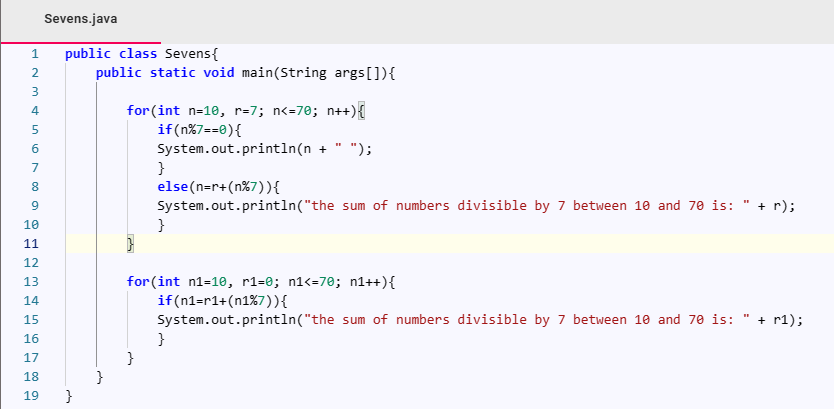 Sevens.java
1 public class Sevens{
2     public static void main(String args[]){
3
4         for(int n=10, r=7; n<=70; n++){
5             if(n%7==0){
6             System.out.println(n + " ");
7             }
8             else(n=r+(n%7)){
9             System.out.println("the sum of numbers divisible by 7 between 10 and 70 is: " + r);
10             }
11         }
12
13         for(int n1=10, r1=0; n1<=70; n1++){
14             if(n1=r1+(n1%7)){
15             System.out.println("the sum of numbers divisible by 7 between 10 and 70 is: " + r1);
16             }
17         }
18     }
19 }